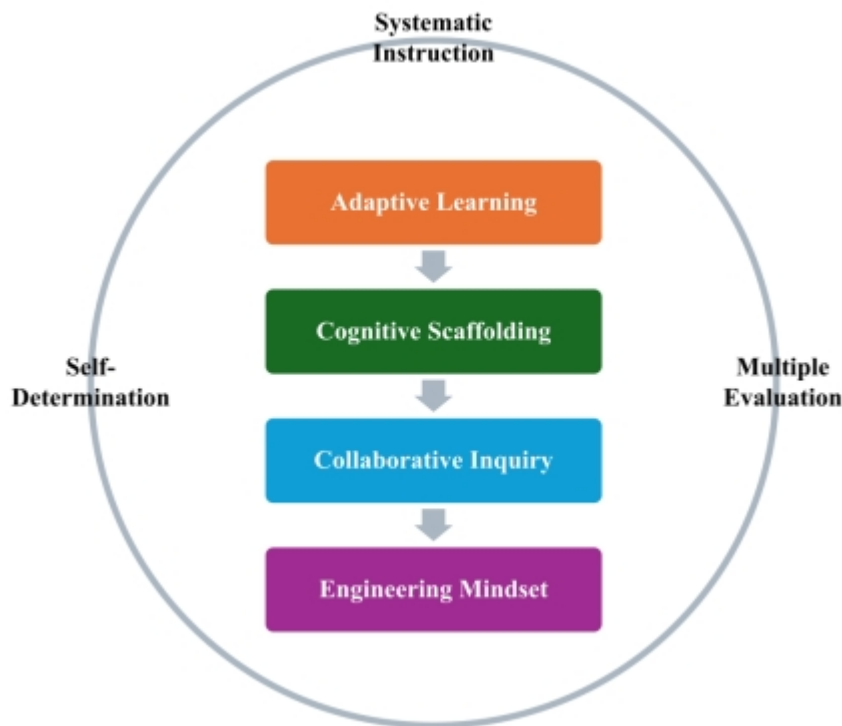 Systematic
Instruction
Adaptive Learning
Cognitive Scaffolding
Self-
Determination
Multiple
Evaluation
Collaborative Inquiry
Engineering Mindset